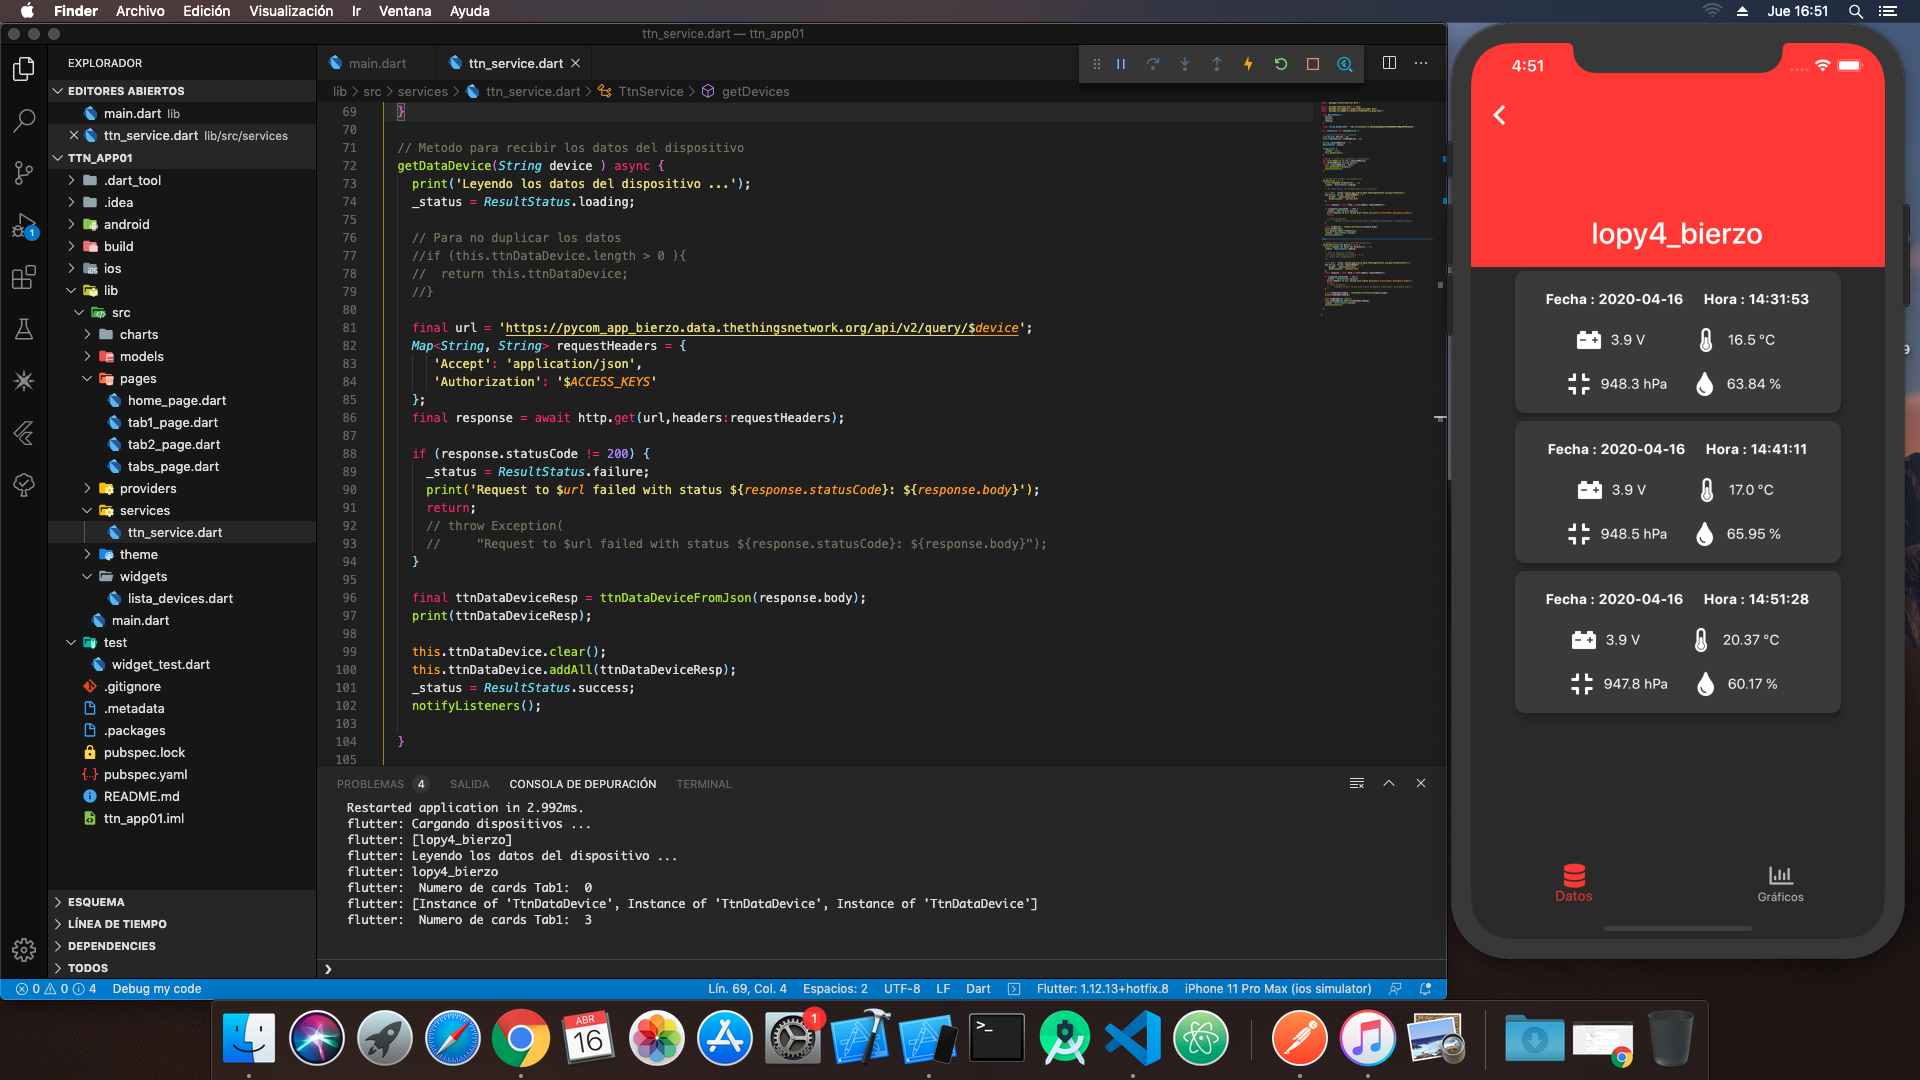 Finder Archivo Edición Visualización Ir Ventana Ayuda
Jue 16:51
ttn_service.dart — ttn_app01
EXPLORADOR
EDITORES ABIERTOS
main.dart lib
ttn_service.dart lib/src/services
TTN_APP01
.dart_tool
.idea
android
build
ios
lib
src
charts
models
pages
home_page.dart
tab1_page.dart
tab2_page.dart
tabs_page.dart
providers
services
ttn_service.dart
theme
widgets
lista_devices.dart
main.dart
test
widget_test.dart
.gitignore
.metadata
.packages
pubspec.lock
pubspec.yaml
README.md
ttn_app01.iml
ESQUEMA
LÍNEA DE TIEMPO
DEPENDENCIES
TODOS
1
main.dart
ttn_service.dart
lib > src > services > ttn_service.dart > TtnService > getDevices
69 }
70
71 // Metodo para recibir los datos del dispositivo
72 getDataDevice(String device ) async {
73 print('Leyendo los datos del dispositivo ...');
74 _status = ResultStatus.loading;
75
76 // Para no duplicar los datos
77 //if (this.ttnDataDevice.length > 0 ){
78 // return this.ttnDataDevice;
79 //}
80
81 final url = 'https://pycom_app_bierzo.data.thethingsnetwork.org/api/v2/query/$device';
82 Map<String, String> requestHeaders = {
83 'Accept': 'application/json',
84 'Authorization': '$ACCESS_KEYS'
85 };
86 final response = await http.get(url,headers:requestHeaders);
87
88 if (response.statusCode != 200) {
89 _status = ResultStatus.failure;
90 print('Request to $url failed with status ${response.statusCode}: ${response.body}');
91 return;
92 // throw Exception(
93 // "Request to $url failed with status ${response.statusCode}: ${response.body}");
94 }
95
96 final ttnDataDeviceResp = ttnDataDeviceFromJson(response.body);
97 print(ttnDataDeviceResp);
98
99 this.ttnDataDevice.clear();
100 this.ttnDataDevice.addAll(ttnDataDeviceResp);
101 _status = ResultStatus.success;
102 notifyListeners();
103
104 }
105
PROBLEMAS 4 SALIDA CONSOLA DE DEPURACIÓN TERMINAL
Restarted application in 2.992ms.
flutter: Cargando dispositivos ...
flutter: [lopy4_bierzo]
flutter: Leyendo los datos del dispositivo ...
flutter: lopy4_bierzo
flutter: Numero de cards Tab1: 0
flutter: [Instance of 'TtnDataDevice', Instance of 'TtnDataDevice', Instance of 'TtnDataDevice']
flutter: Numero de cards Tab1: 3
0 0 4 Debug my code
Lín. 69, Col. 4 Espacios: 2 UTF-8 LF Dart Flutter: 1.12.13+hotfix.8 iPhone 11 Pro Max (ios simulator)
4:51
lopy4_bierzo
Fecha : 2020-04-16 Hora : 14:31:53
3.9 V 16.5 °C
948.3 hPa 63.84 %
Fecha : 2020-04-16 Hora : 14:41:11
3.9 V 17.0 °C
948.5 hPa 65.95 %
Fecha : 2020-04-16 Hora : 14:51:28
3.9 V 20.37 °C
947.8 hPa 60.17 %
Datos
Gráficos
9
ABR
16
1
>_